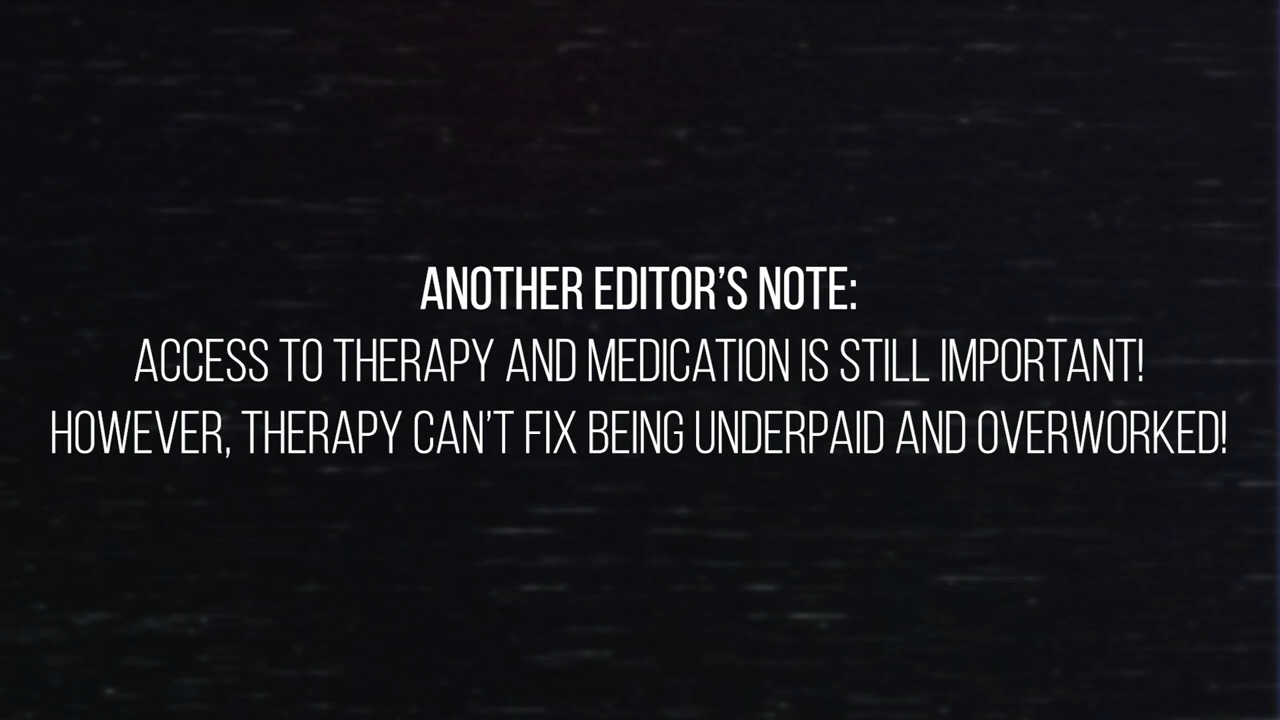 ANOTHER EDITOR’S NOTE:
ACCESS TO THERAPY AND MEDICATION IS STILL IMPORTANT!
HOWEVER, THERAPY CAN’T FIX BEING UNDERPAID AND OVERWORKED!